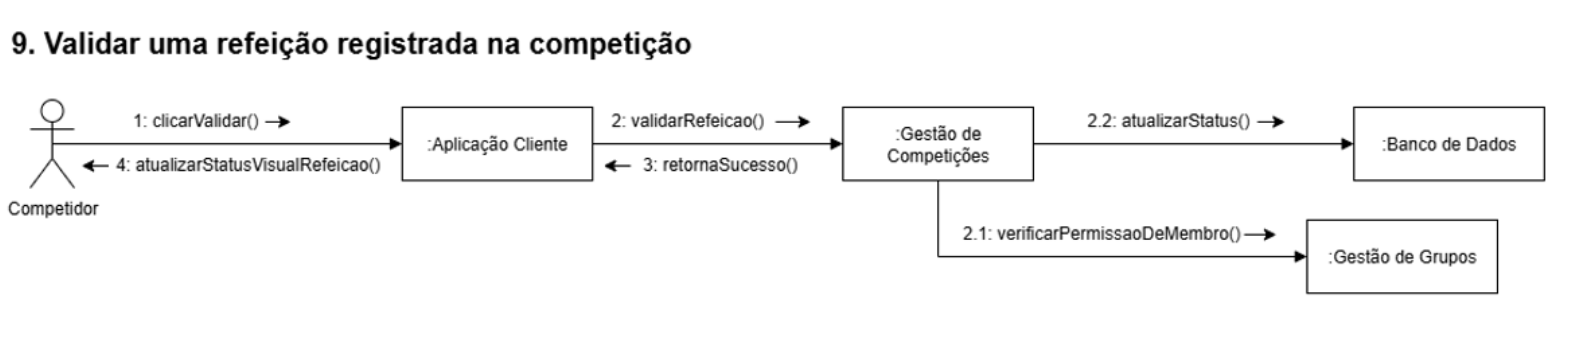 9. Validar uma refeição registrada na competição
1: clicarValidar()
4: atualizarStatusVisualRefeicao()
Competidor
:Aplicação Cliente
2: validarRefeicao()
3: retornaSucesso()
:Gestão de
Competições
2.2: atualizarStatus()
:Banco de Dados
2.1: verificarPermissaoDeMembro()
:Gestão de Grupos